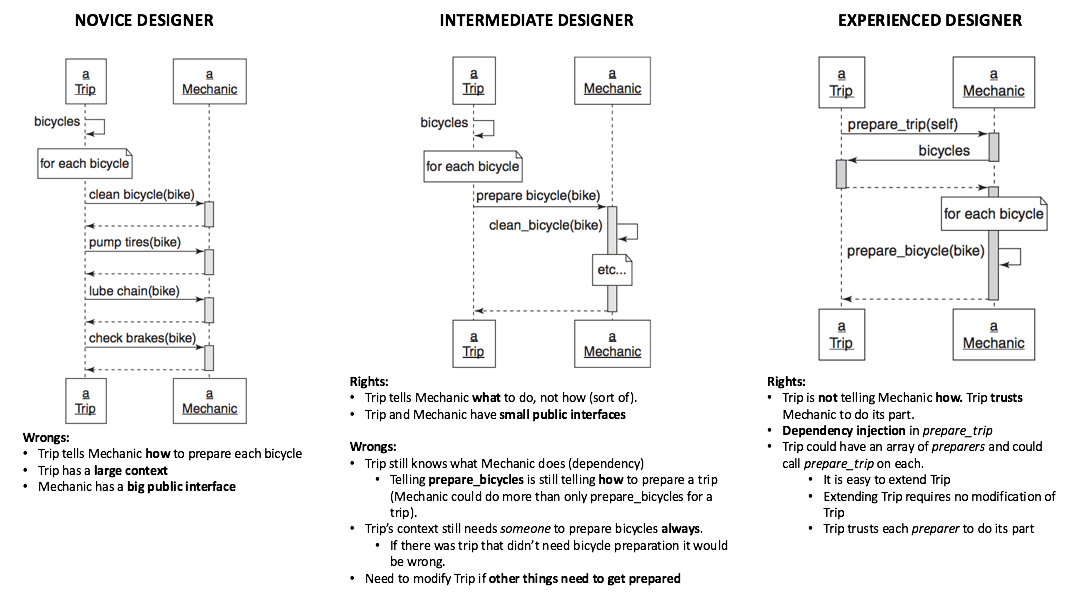 NOVICE DESIGNER
a
Trip
a
Mechanic
bicycles
for each bicycle
clean bicycle(bike)
pump tires(bike)
lube chain(bike)
check brakes(bike)
a
Trip
a
Mechanic
Wrongs:
• Trip tells Mechanic how to prepare each bicycle
• Trip has a large context
• Mechanic has a big public interface
INTERMEDIATE DESIGNER
a
Trip
a
Mechanic
bicycles
for each bicycle
prepare bicycle(bike)
clean_bicycle(bike)
etc...
a
Trip
a
Mechanic
Rights:
• Trip tells Mechanic what to do, not how (sort of).
• Trip and Mechanic have small public interfaces
Wrongs:
• Trip still knows what Mechanic does (dependency)
• Telling prepare_bicycles is still telling how to prepare a trip
(Mechanic could do more than only prepare_bicycles for a
trip).
• Trip's context still needs someone to prepare bicycles always.
• If there was trip that didn't need bicycle preparation it would
be wrong.
• Need to modify Trip if other things need to get prepared
EXPERIENCED DESIGNER
a
Trip
a
Mechanic
prepare_trip(self)
bicycles
for each bicycle
prepare_bicycle(bike)
a
Trip
a
Mechanic
Rights:
• Trip is not telling Mechanic how. Trip trusts
Mechanic to do its part.
• Dependency injection in prepare_trip
• Trip could have an array of preparers and could
call prepare_trip on each.
• It is easy to extend Trip
• Extending Trip requires no modification of
Trip
• Trip trusts each preparer to do its part